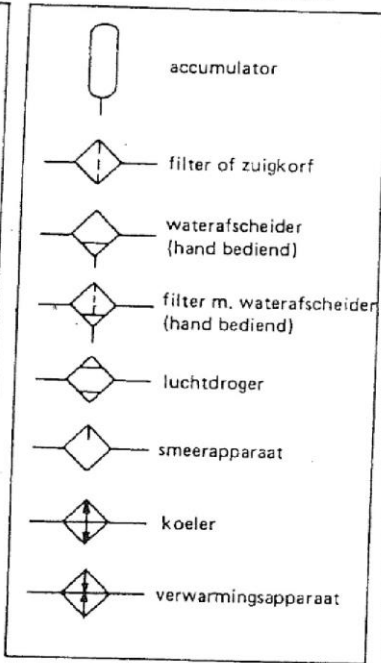 accumulator
filter of zuigkorf
waterafscheider
(hand bediend)
filter m. waterafscheider
(hand bediend)
luchtdroger
smeerapparaat
koeler
verwarmingsapparaat